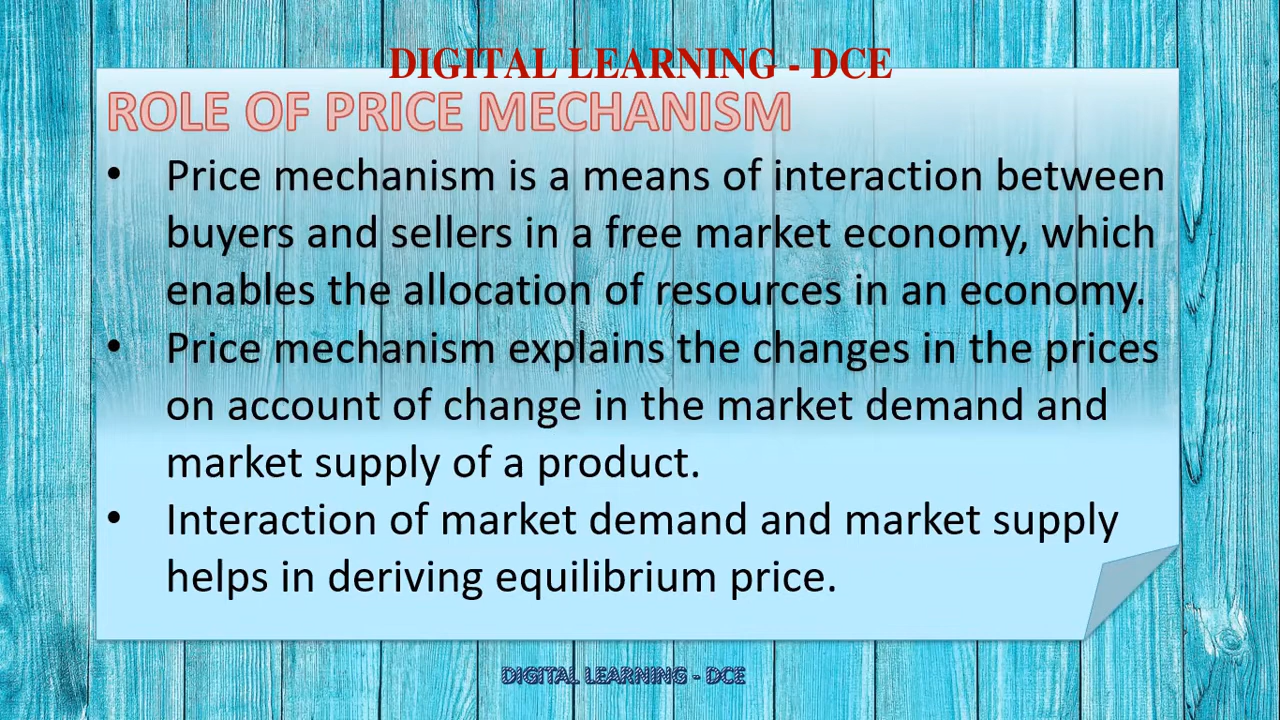 DIGITAL LEARNING - DCE
ROLE OF PRICE MECHANISM
• Price mechanism is a means of interaction between
buyers and sellers in a free market economy, which
enables the allocation of resources in an economy.
• Price mechanism explains the changes in the prices
on account of change in the market demand and
market supply of a product.
• Interaction of market demand and market supply
helps in deriving equilibrium price.
DIGITAL LEARNING - DCE